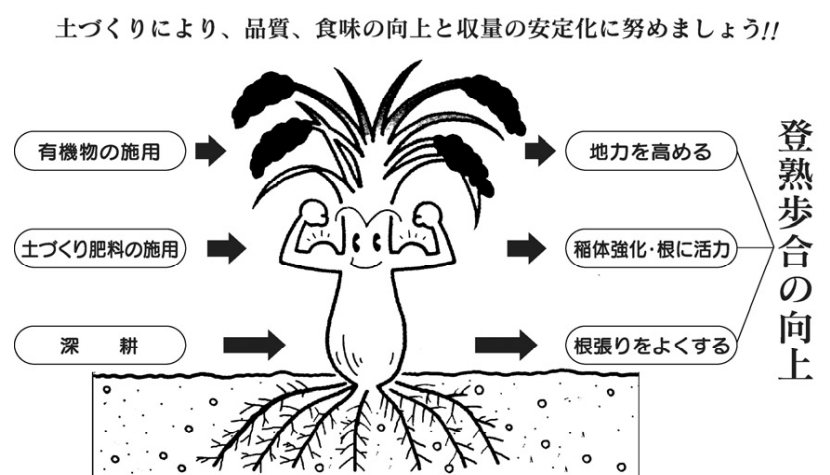 土づくりにより、品質、食味の向上と収量の安定化に努めましょう!!
有機物の施用
地力を高める
土づくり肥料の施用
稲体強化・根に活力
深　耕
根張りをよくする
登熟歩合の向上